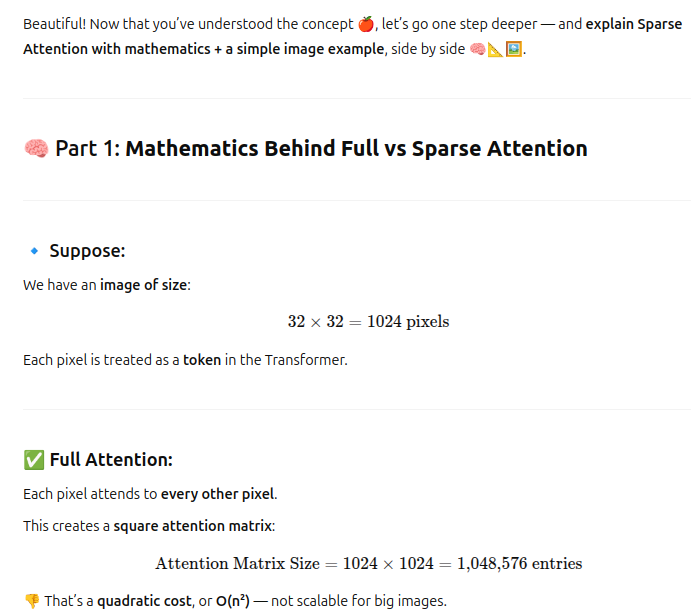 Beautiful! Now that you’ve understood the concept 🍎, let’s go one step deeper — and explain Sparse
Attention with mathematics + a simple image example, side by side 🧠📐🖼️.
🧠 Part 1: Mathematics Behind Full vs Sparse Attention
🔹 Suppose:
We have an image of size:
32 × 32 = 1024 pixels
Each pixel is treated as a token in the Transformer.
✅ Full Attention:
Each pixel attends to every other pixel.
This creates a square attention matrix:
Attention Matrix Size = 1024 × 1024 = 1,048,576 entries
👎 That’s a quadratic cost, or O(n²) — not scalable for big images.